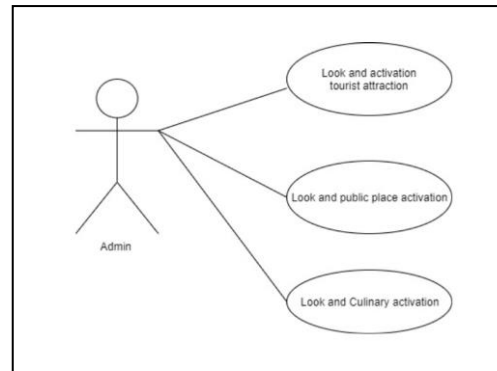 Look and activation
tourist attraction
Look and public place activation
Admin
Look and Culinary activation